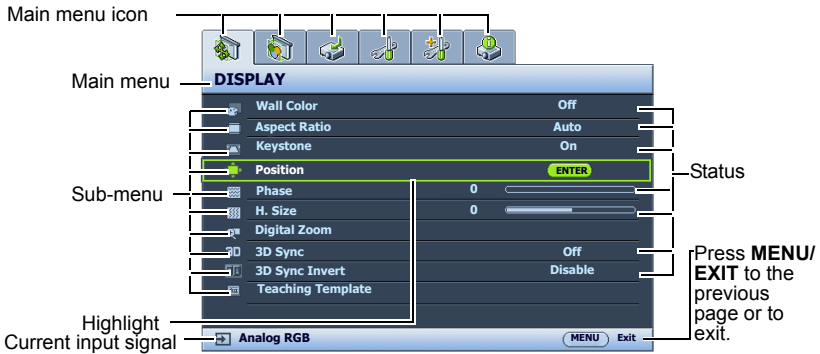 Main menu icon
Main menu
DISPLAY
Wall Color Off
Aspect Ratio Auto
Keystone On
Position ENTER
Status
Sub-menu
Phase 0
H. Size 0
Digital Zoom
3D 3D Sync Off
3D Sync Invert Disable
Teaching Template
Press MENU/
EXIT to the
previous
page or to
exit.
Highlight
Current input signal
Analog RGB MENU Exit